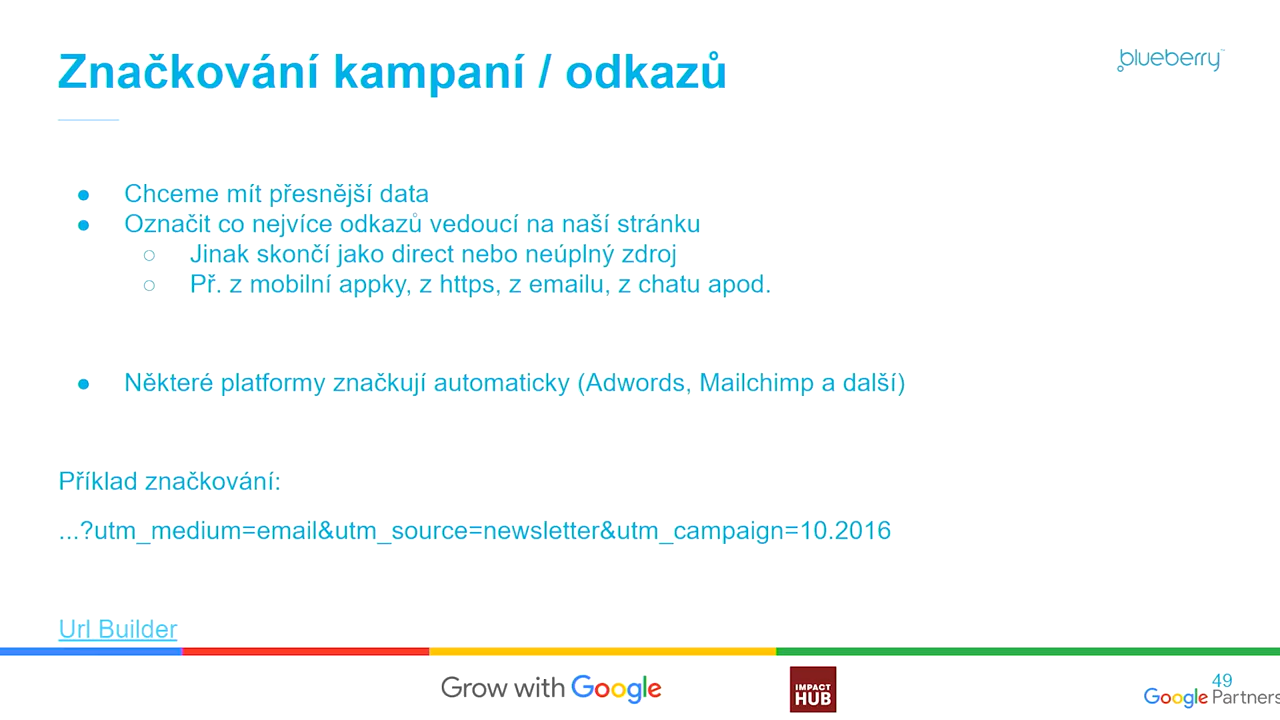 Značkování kampaní / odkazů
blueberry™
● Chceme mít přesnější data
● Označit co nejvíce odkazů vedoucí na naší stránku
○ Jinak skončí jako direct nebo neúplný zdroj
○ Př. z mobilní appky, z https, z emailu, z chatu apod.
● Některé platformy značkují automaticky (Adwords, Mailchimp a další)
Příklad značkování:
...?utm_medium=email&utm_source=newsletter&utm_campaign=10.2016
Url Builder
Grow with Google
IMPACT
HUB
49
Google Partners